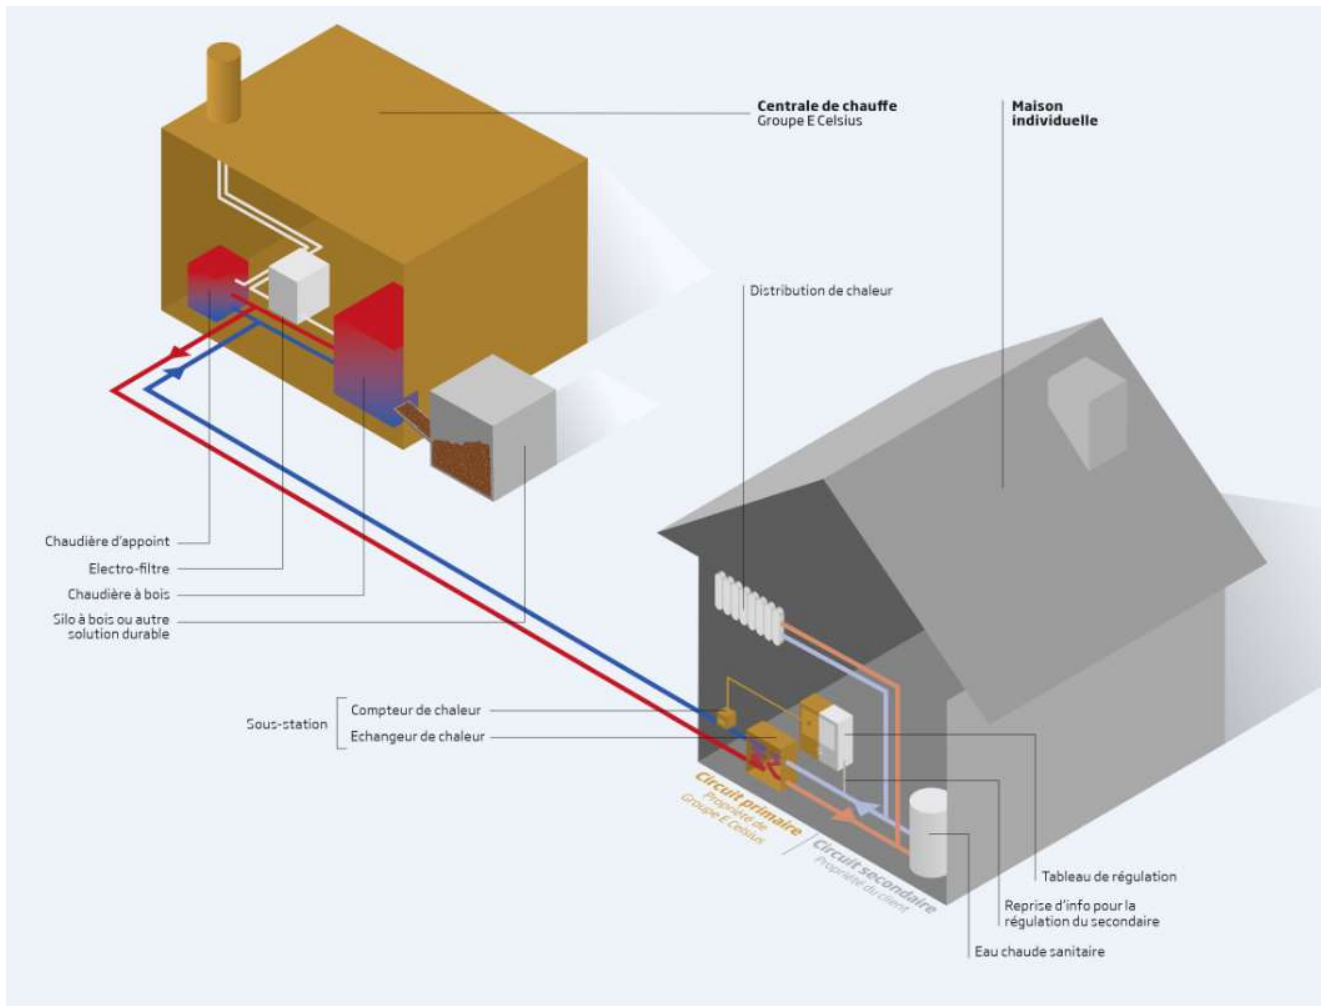 Centrale de chauffe
Groupe E Celsius
Maison
individuelle
Distribution de chaleur
Chaudière d'appoint
Electro-filtre
Chaudière à bois
Silo à bois ou autre
solution durable
Sous-station
Compteur de chaleur
Echangeur de chaleur
Circuit primaire
Propriété de
Groupe E Celsius
Circuit secondaire
Propriété du client
Tableau de régulation
Reprise d'info pour la
régulation du secondaire
Eau chaude sanitaire